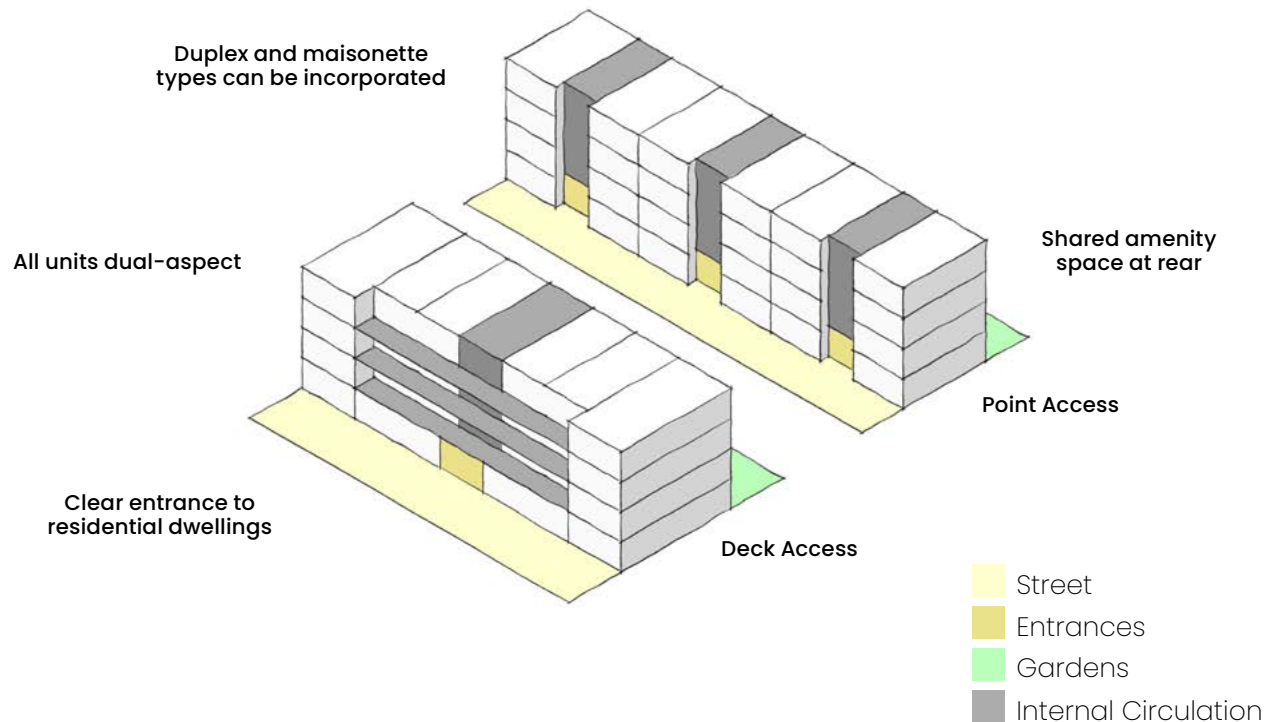 Duplex and maisonette
types can be incorporated
All units dual-aspect
Shared amenity
space at rear
Point Access
Clear entrance to
residential dwellings
Deck Access
Street
Entrances
Gardens
Internal Circulation